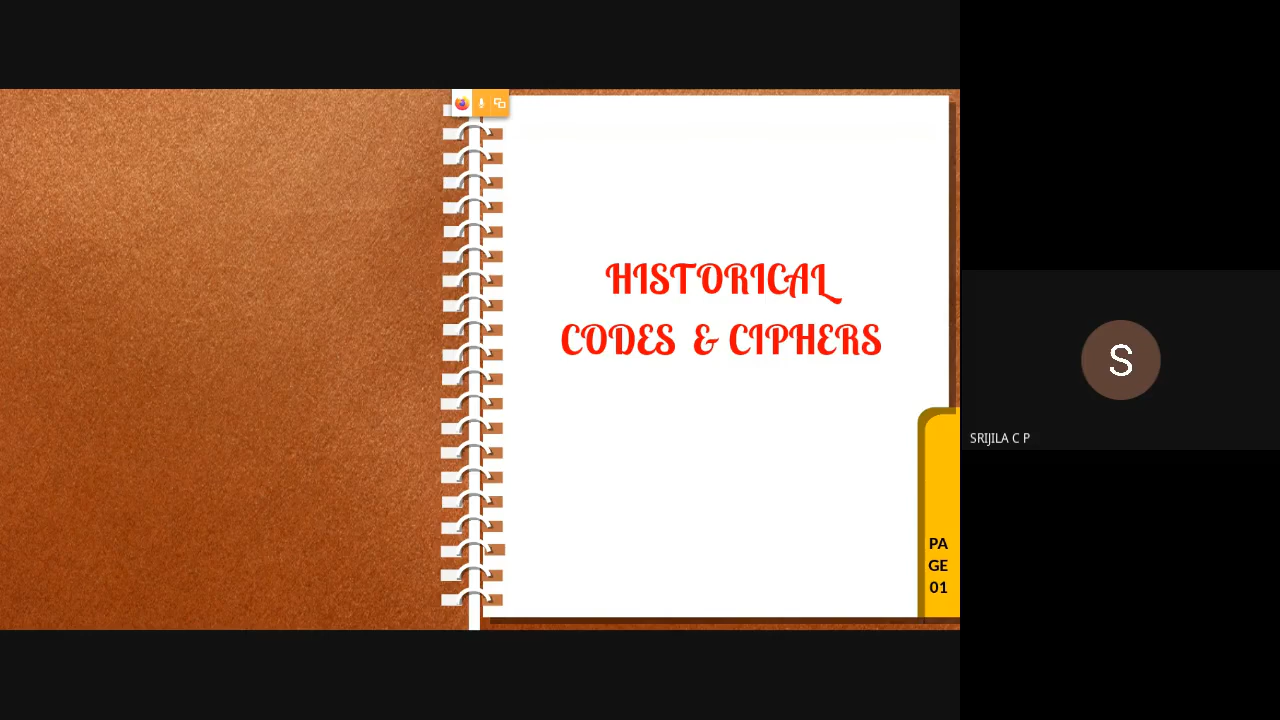 HISTORICAL
CODES & CIPHERS
PA
GE
01
S
SRIJILA C P